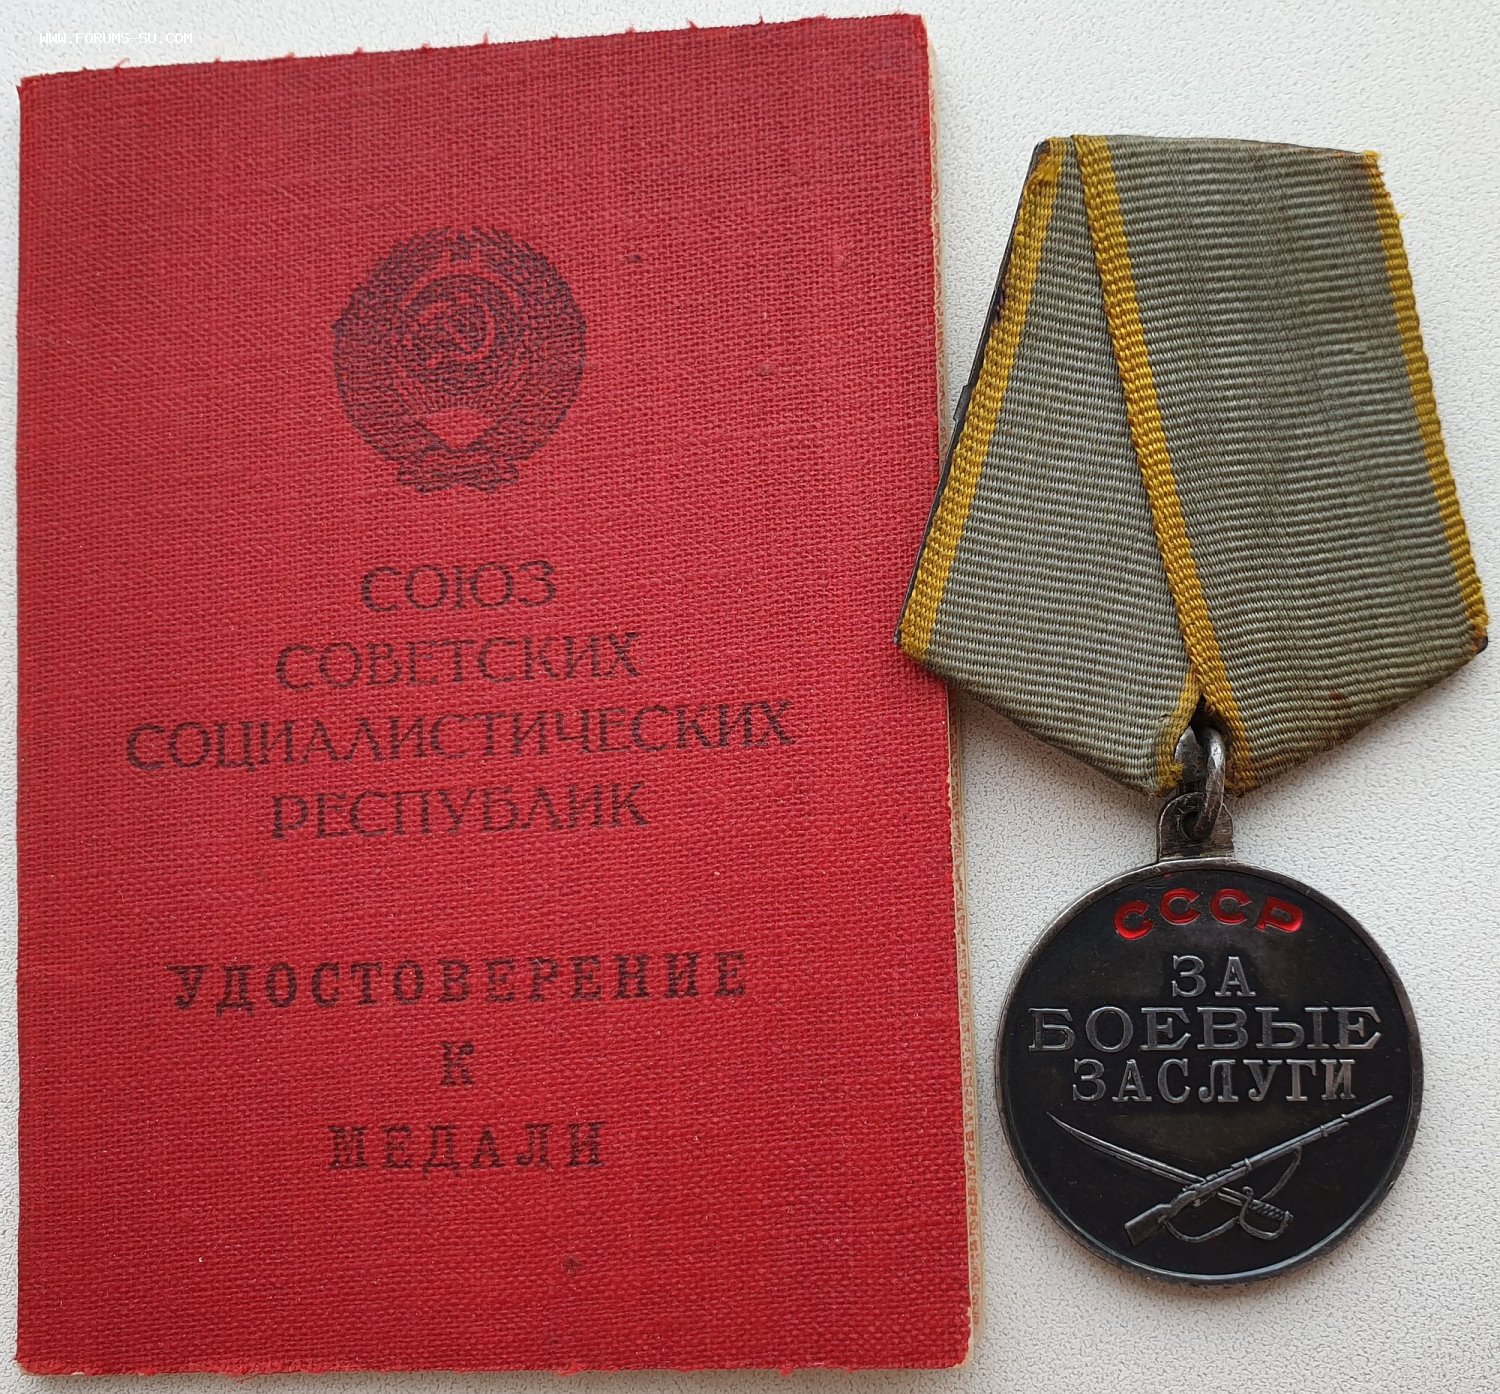 WWW.FORUMS-SU.COM
СОЮЗ
СОВЕТСКИХ
СОЦИАЛИСТИЧЕСКИХ
РЕСПУБЛИК
УДОСТОВЕРЕНИЕ
К
МЕДАЛИ
СССР
ЗА
БОЕВЫЕ
ЗАСЛУГИ